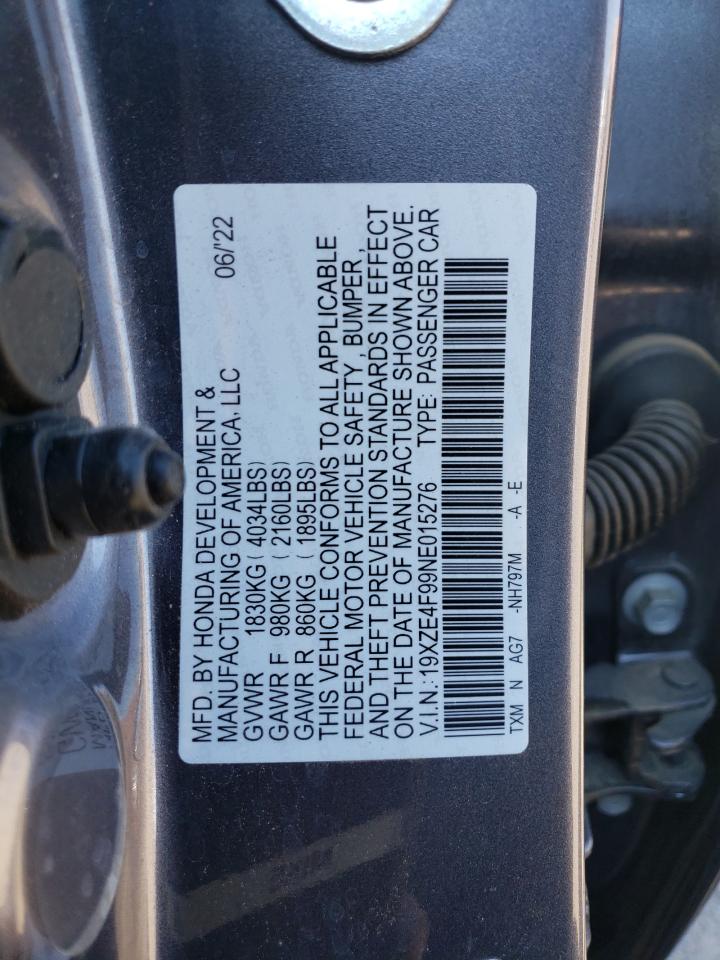 06/'22
MFD. BY HONDA DEVELOPMENT &
MANUFACTURING OF AMERICA, LLC
GVWR 1830KG ( 4034LBS)
GAWR F 980KG ( 2160LBS)
GAWR R 860KG ( 1895LBS)
THIS VEHICLE CONFORMS TO ALL APPLICABLE
FEDERAL MOTOR VEHICLE SAFETY, BUMPER,
AND THEFT PREVENTION STANDARDS IN EFFECT
ON THE DATE OF MANUFACTURE SHOWN ABOVE.
V.I.N.: 19XZE4F99NE015276 TYPE: PASSENGER CAR
TXM N AG7 -NH797M -A -E